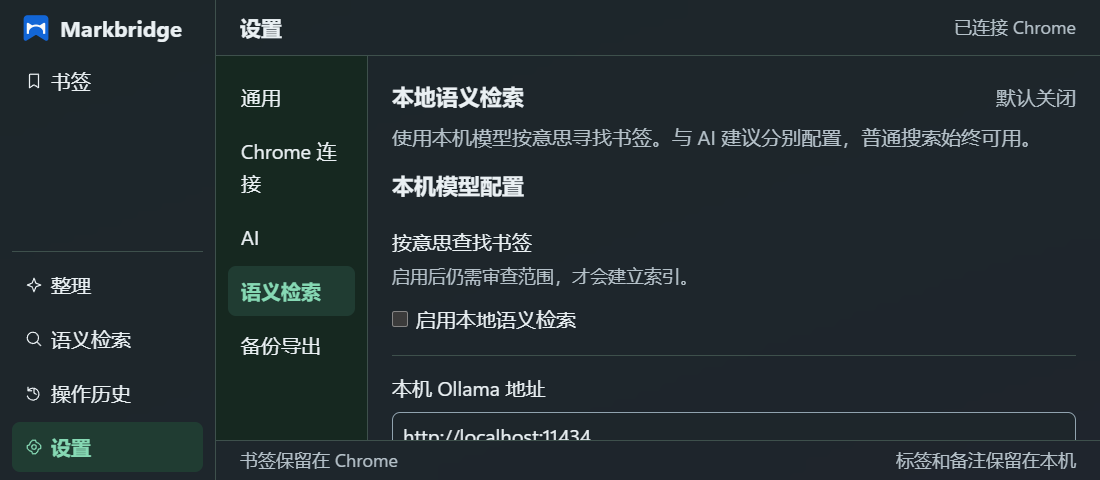 Markbridge
书签
整理
语义检索
操作历史
设置
设置
已连接 Chrome
通用
Chrome 连
接
AI
语义检索
备份导出
本地语义检索
默认关闭
使用本机模型按意思寻找书签。与 AI 建议分别配置，普通搜索始终可用。
本机模型配置
按意思查找书签
启用后仍需审查范围，才会建立索引。
启用本地语义检索
本机 Ollama 地址
http://localhost:11434
书签保留在 Chrome
标签和备注保留在本机